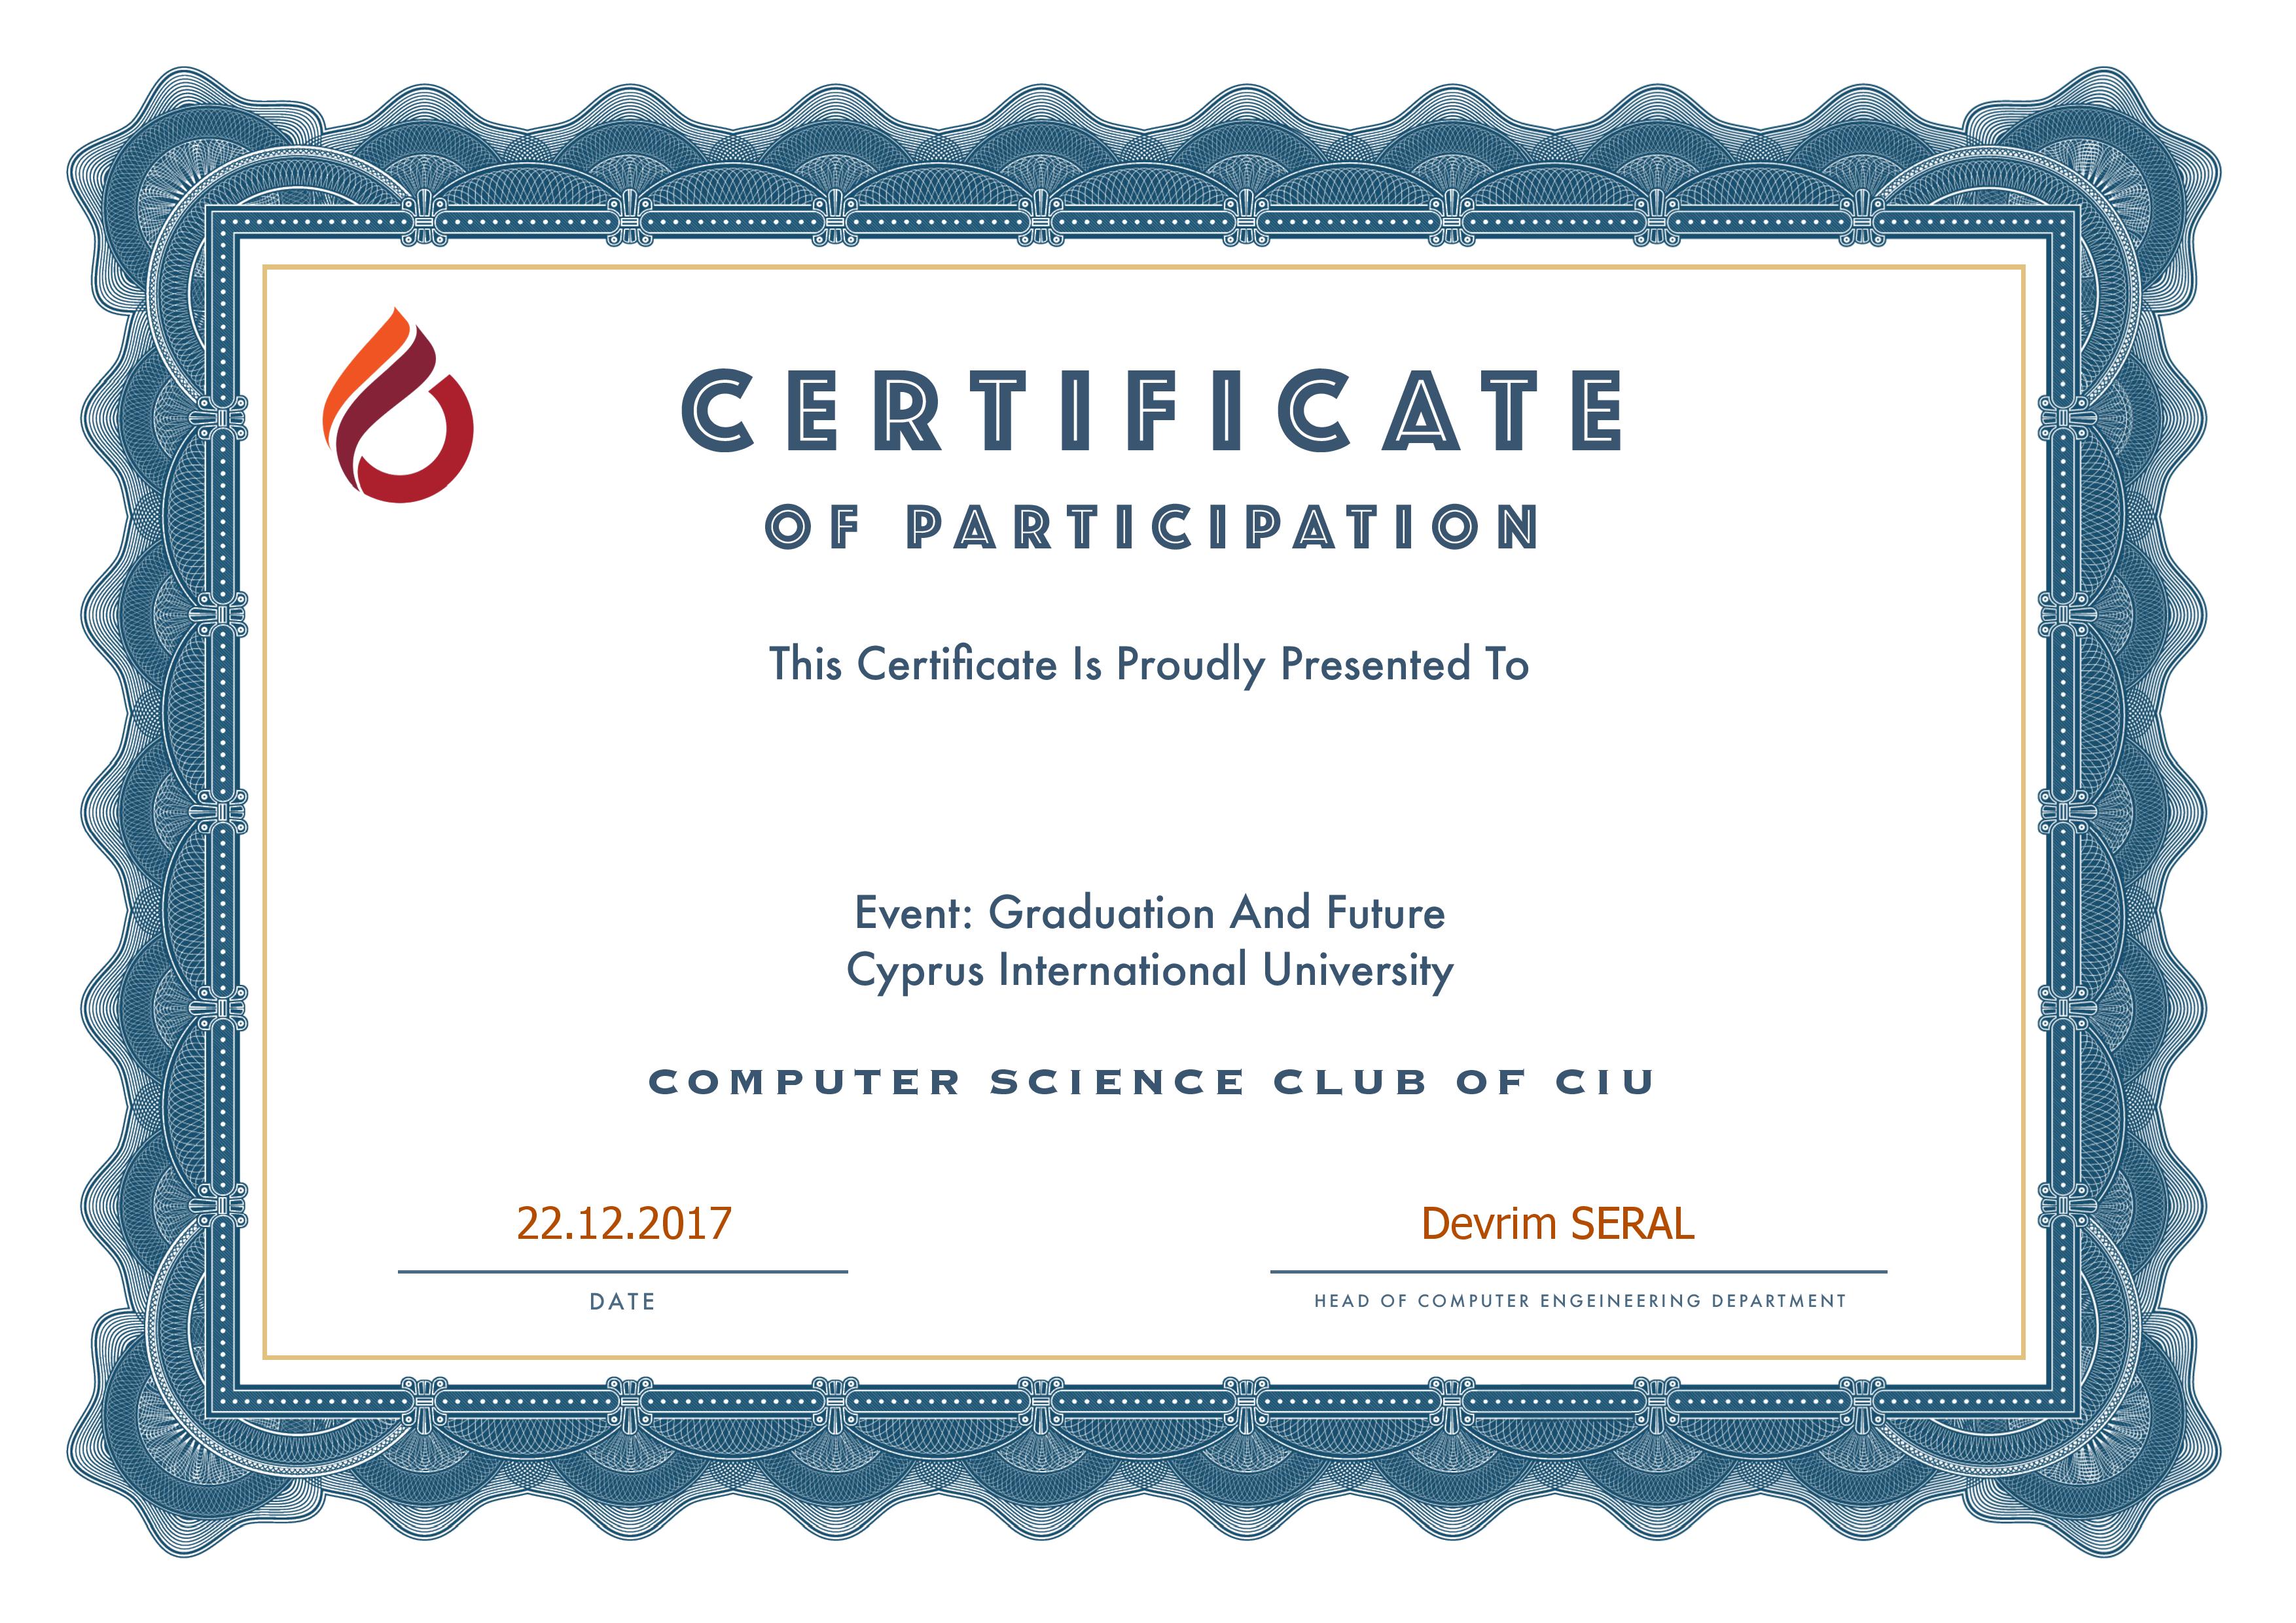 CERTIFICATE
OF PARTICIPATION
This Certificate Is Proudly Presented To
Event: Graduation And Future
Cyprus International University
COMPUTER SCIENCE CLUB OF CIU
22.12.2017
DATE
Devrim SERAL
HEAD OF COMPUTER ENGEINEERING DEPARTMENT